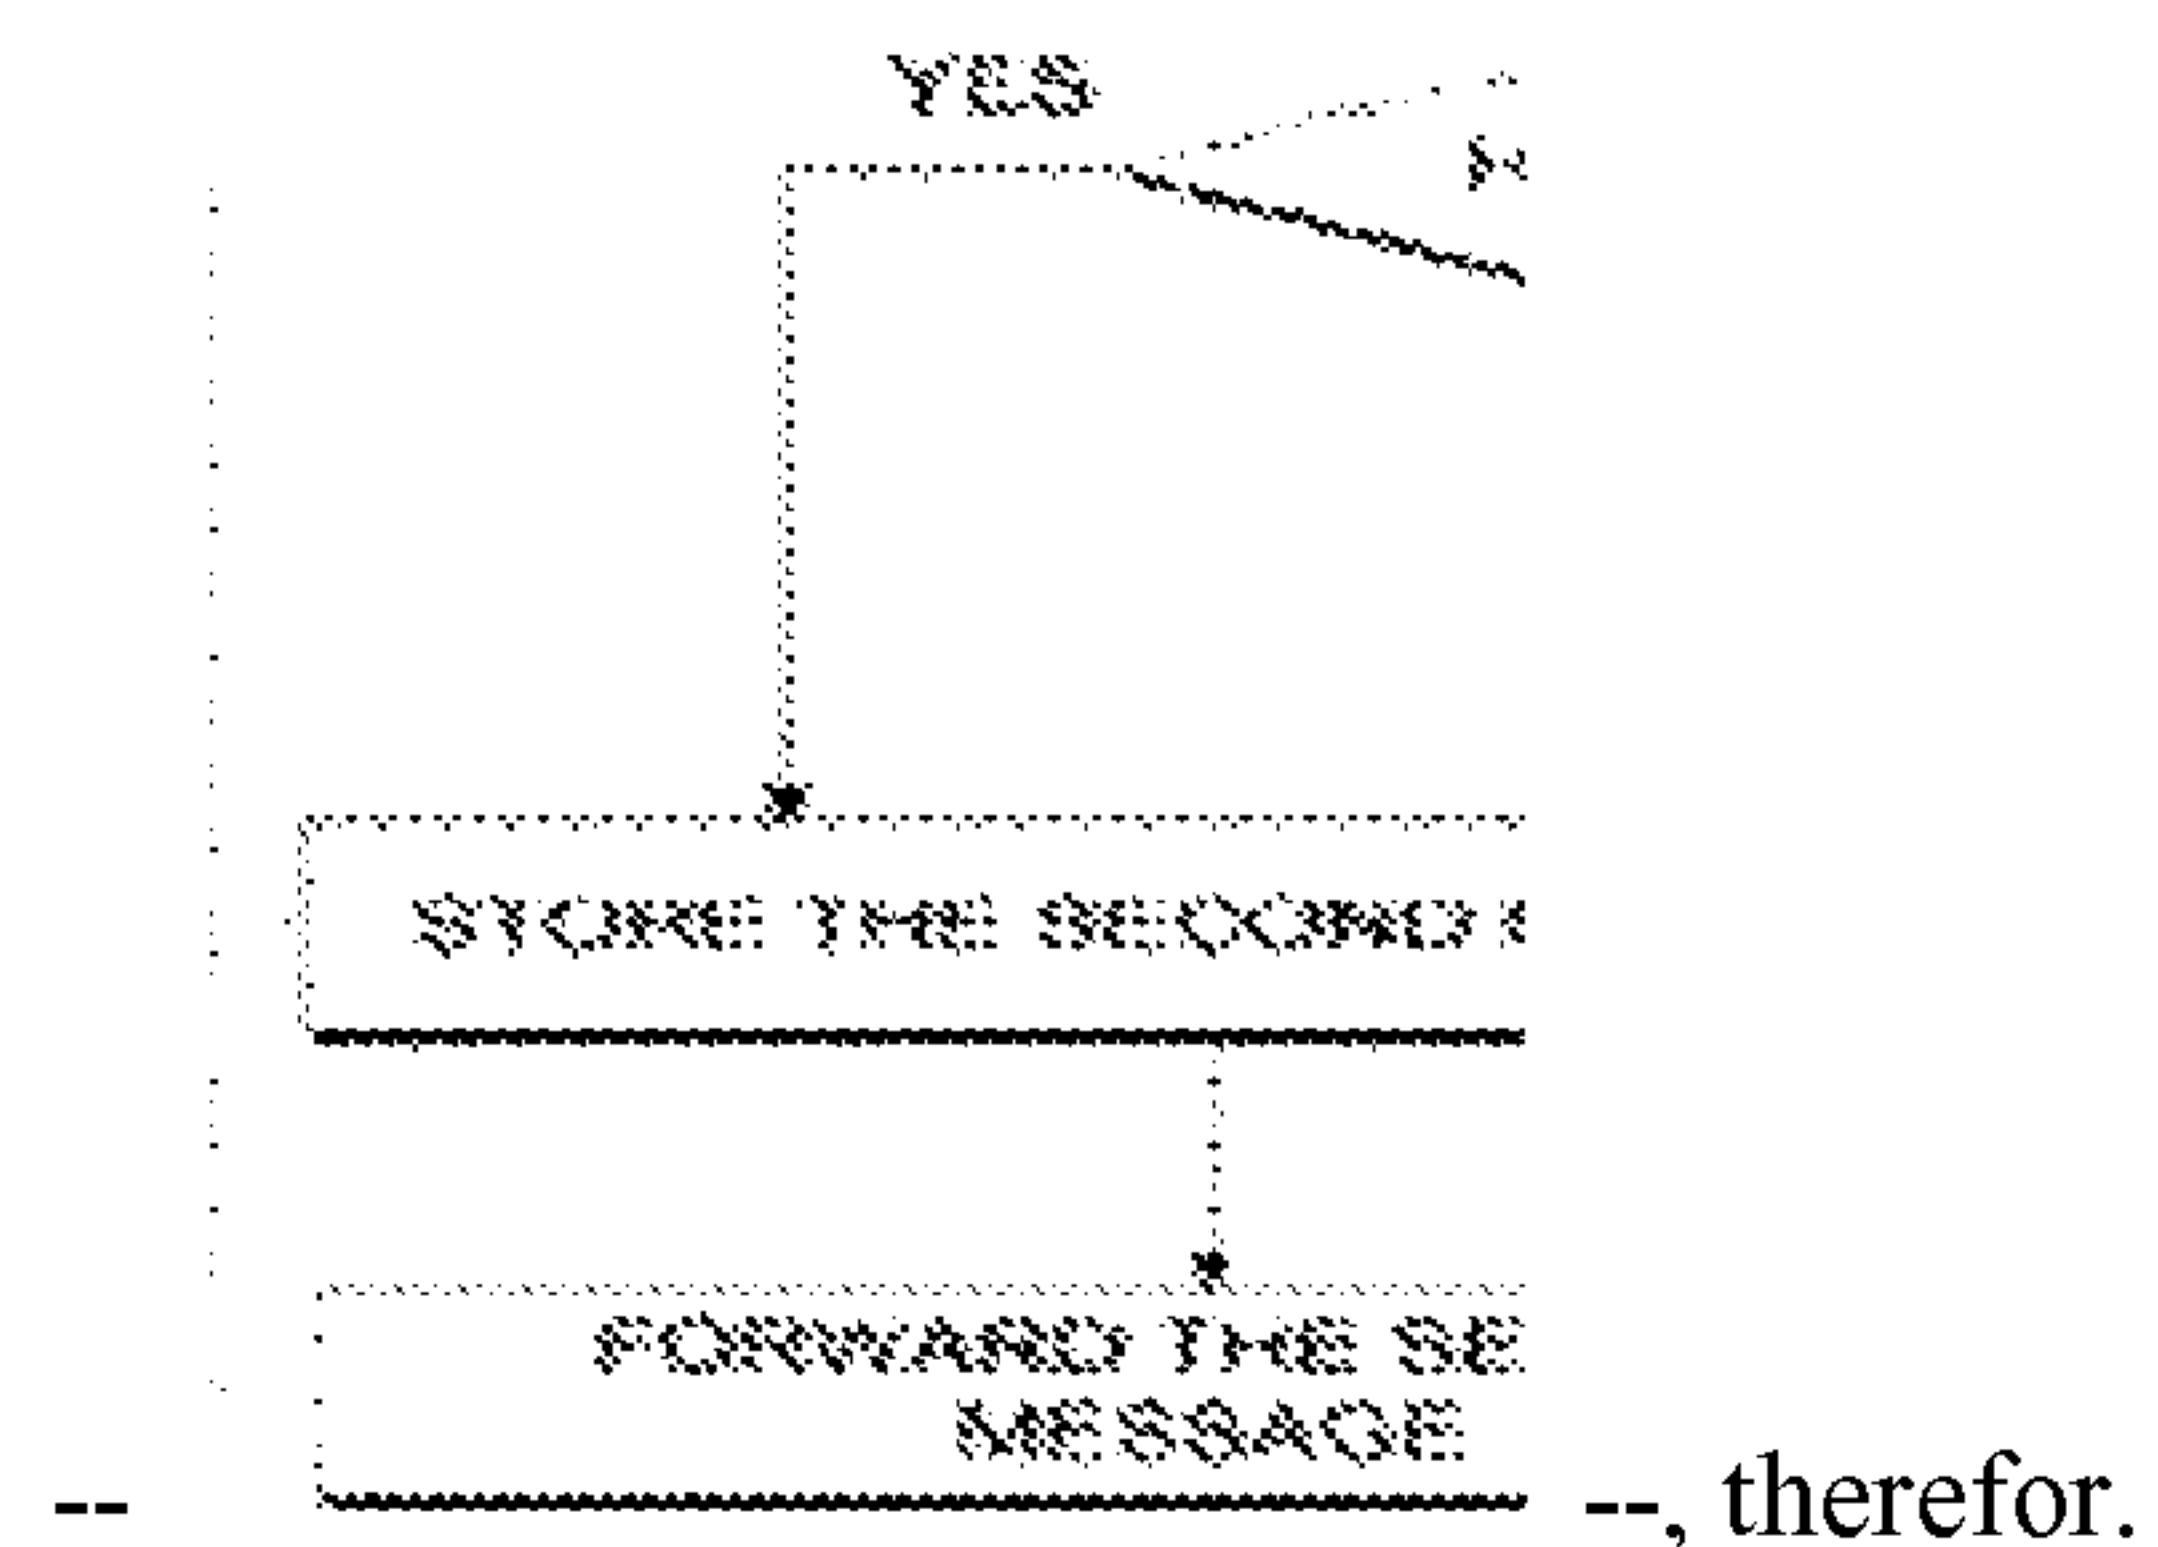 YES
STORE THE SECOND
FORWARD THE SE
MESSAGE
-- --, therefor.